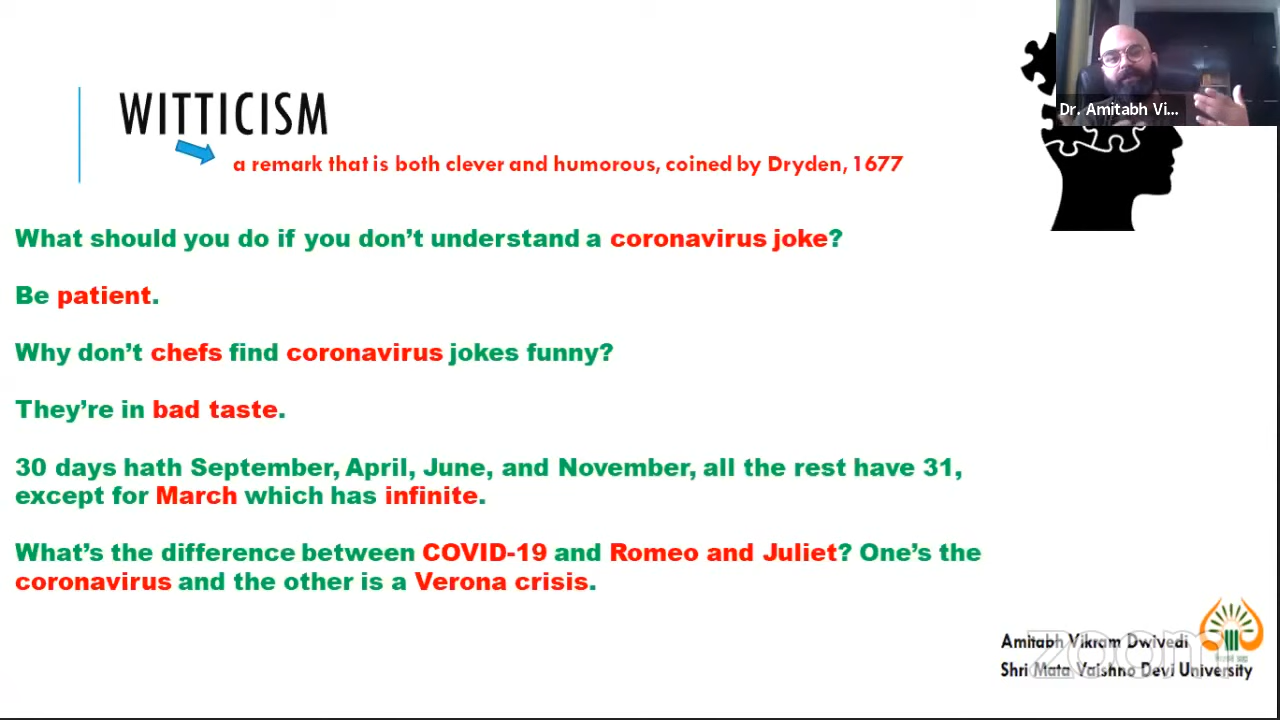 WITTICISM
a remark that is both clever and humorous, coined by Dryden, 1677
Dr. Amitabh Vi...
What should you do if you don’t understand a coronavirus joke?
Be patient.
Why don’t chefs find coronavirus jokes funny?
They’re in bad taste.
30 days hath September, April, June, and November, all the rest have 31,
except for March which has infinite.
What’s the difference between COVID-19 and Romeo and Juliet? One’s the
coronavirus and the other is a Verona crisis.
Amitabh Vikram Dwivedi
zoom
Shri Mata Vaishno Devi University